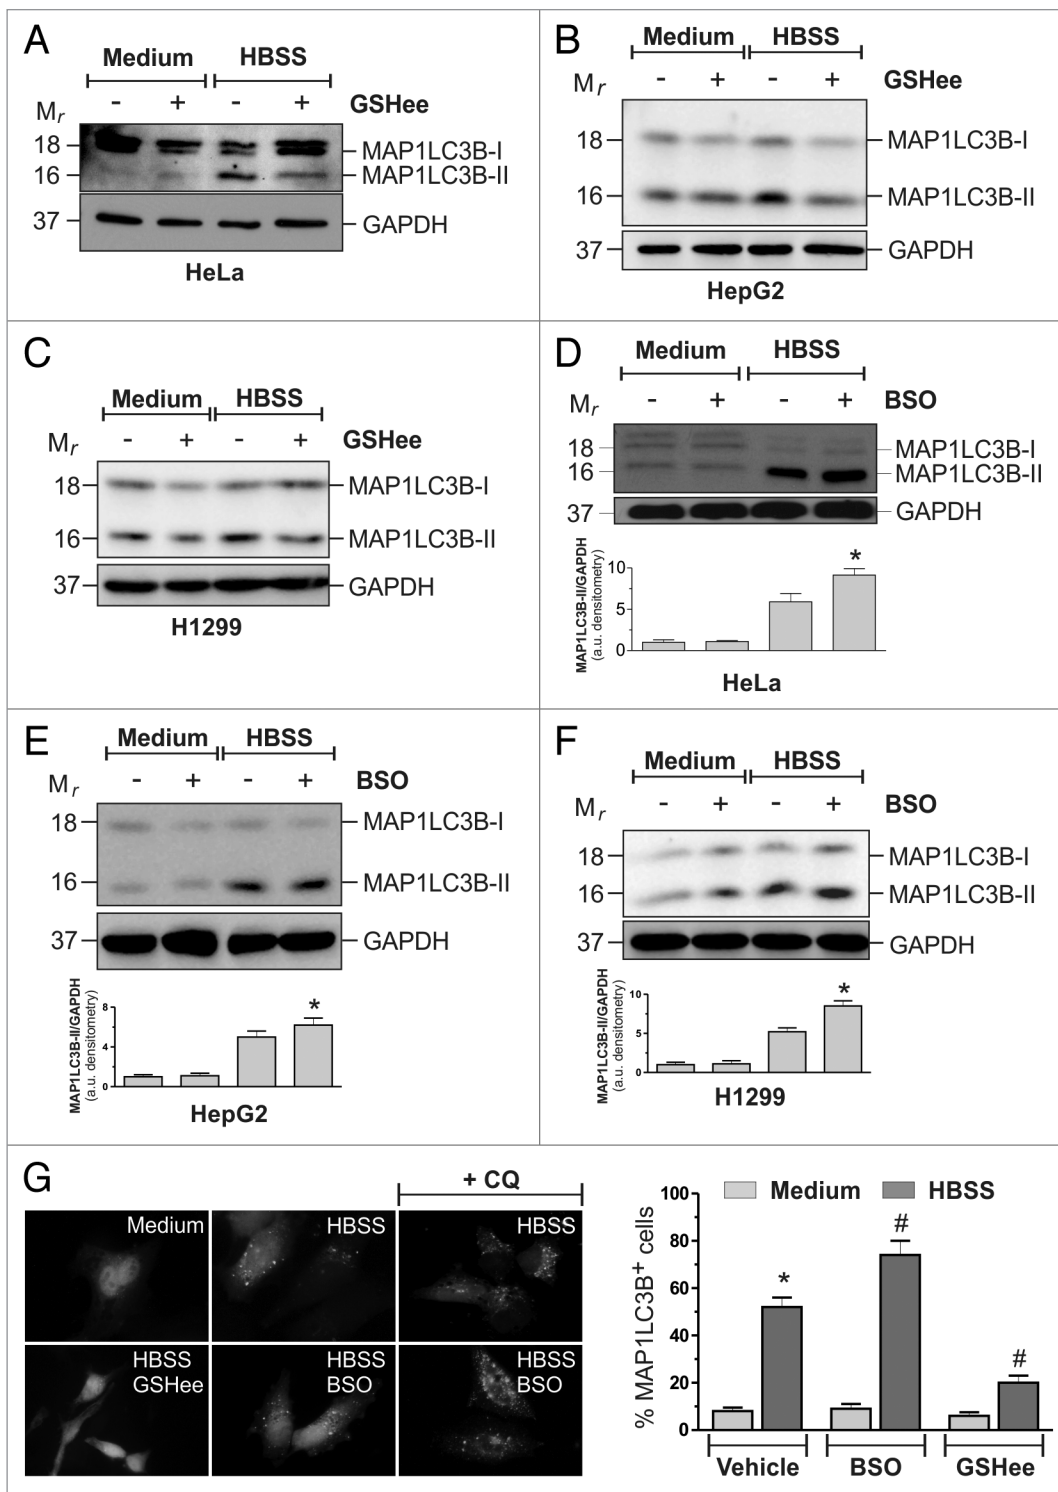 A
Medium HBSS
- + - + GSHee
Mr
18 MAP1LC3B-I
16 MAP1LC3B-II
37 GAPDH
HeLa
B
Medium HBSS
- + - + GSHee
Mr
18 MAP1LC3B-I
16 MAP1LC3B-II
37 GAPDH
HepG2
C
Medium HBSS
- + - + GSHee
Mr
18 MAP1LC3B-I
16 MAP1LC3B-II
37 GAPDH
H1299
D
Medium HBSS
- + - + BSO
Mr
18 MAP1LC3B-I
16 MAP1LC3B-II
37 GAPDH
MAP1LC3B-II/GAPDH
(a.u. densitometry)
10
5
0
*
HeLa
E
Medium HBSS
- + - + BSO
Mr
18 MAP1LC3B-I
16 MAP1LC3B-II
37 GAPDH
MAP1LC3B-II/GAPDH
(a.u. densitometry)
8
4
0
*
HepG2
F
Medium HBSS
- + - + BSO
Mr
18 MAP1LC3B-I
16 MAP1LC3B-II
37 GAPDH
MAP1LC3B-II/GAPDH
(a.u. densitometry)
10
5
0
*
H1299
G
+ CQ
Medium HBSS HBSS
HBSS HBSS HBSS
GSHee BSO BSO
Medium HBSS
% MAP1LC3B+ cells
100
80
60
40
20
0
* # #
Vehicle BSO GSHee